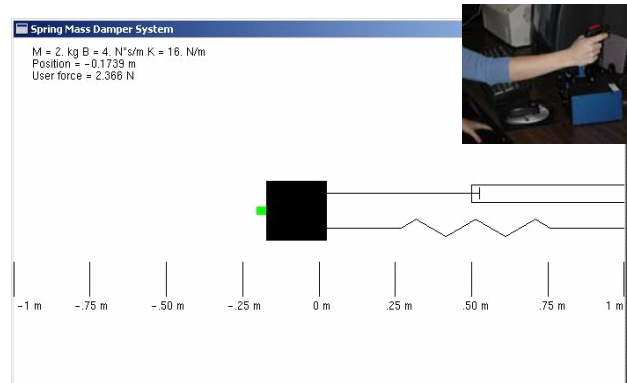 Spring Mass Damper System
M = 2. kg B = 4. N*s/m K = 16. N/m
Position = -0.1739 m
User force = 2.366 N
-1 m -.75 m -.50 m -.25 m 0 m .25 m .50 m .75 m 1 m